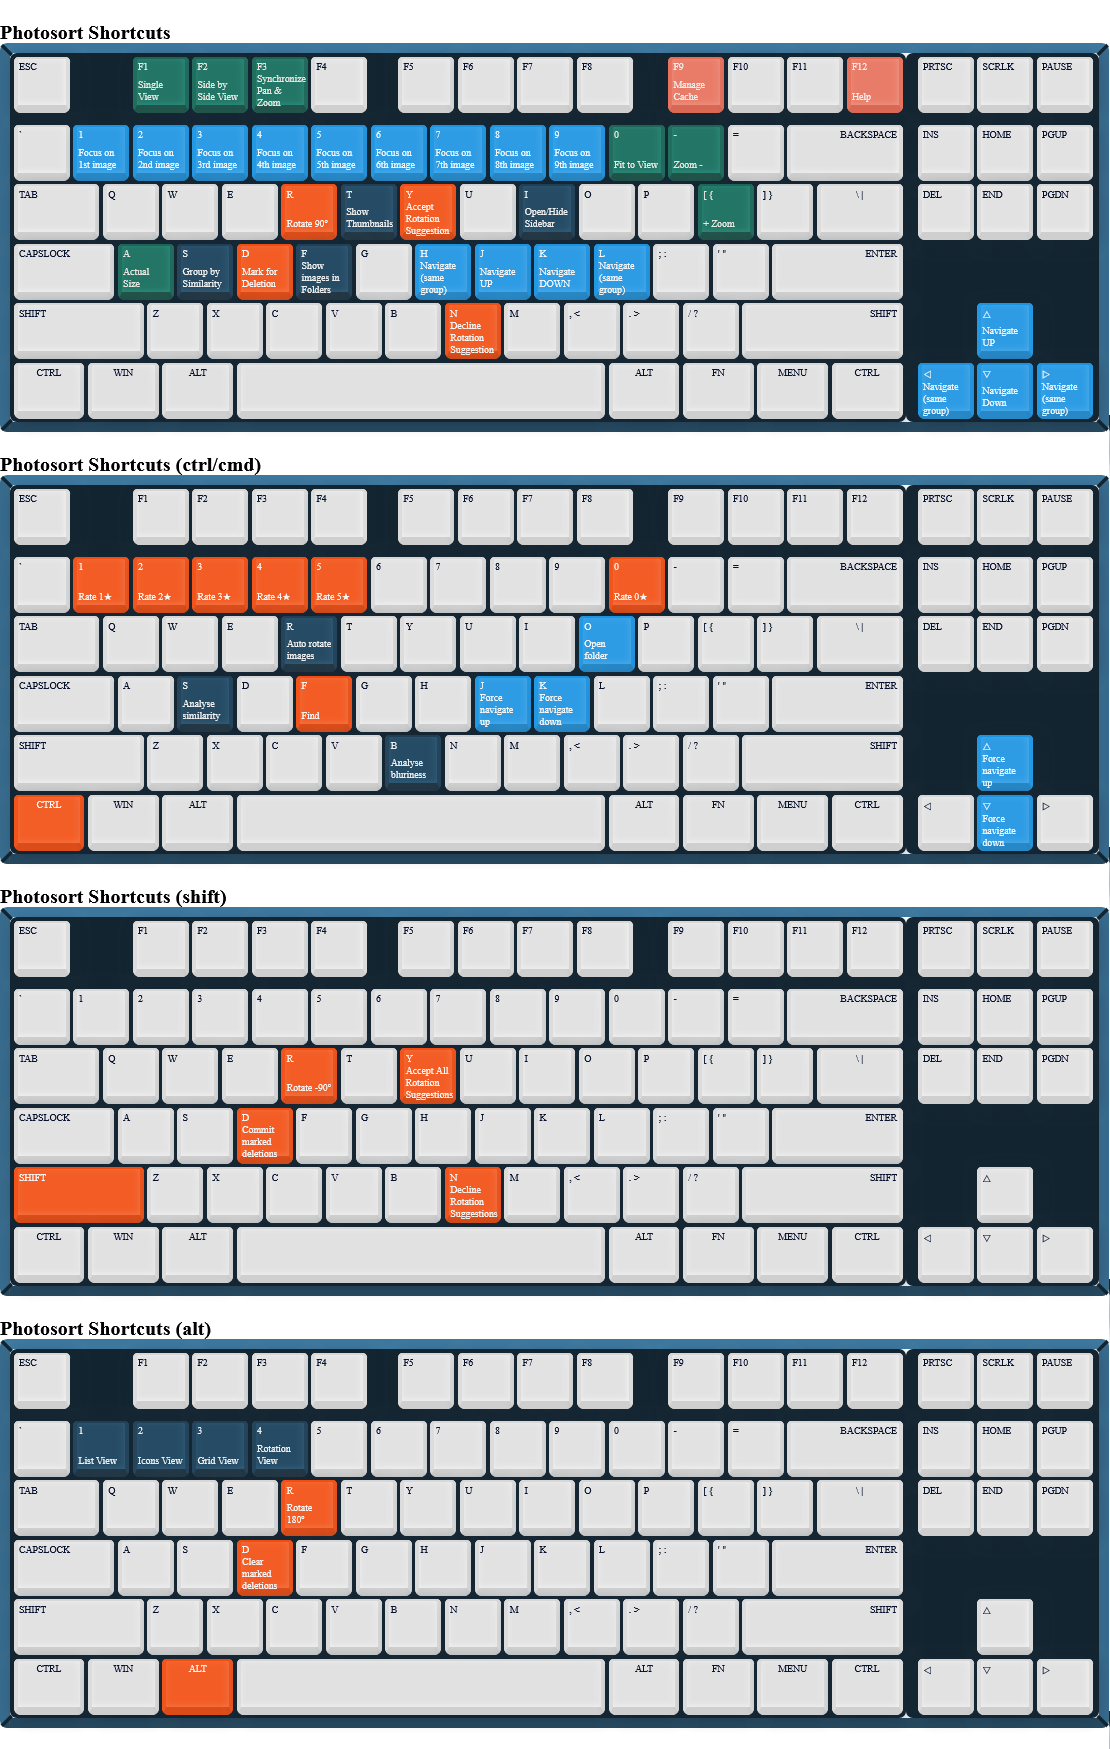 Photosort Shortcuts
ESC F1 F2 F3 F4 F5 F6 F7 F8 F9 F10 F11 F12 PRTSC SCRLK PAUSE
Single View
Side by Side View
Synchronize Pan & Zoom
Manage Cache
Help
` 1 2 3 4 5 6 7 8 9 0 - = BACKSPACE INS HOME PGUP
Focus on 1st image
Focus on 2nd image
Focus on 3rd image
Focus on 4th image
Focus on 5th image
Focus on 6th image
Focus on 7th image
Focus on 8th image
Focus on 9th image
Fit to View
Zoom -
TAB Q W E R T Y U I O P [ { ] } \ | DEL END PGDN
Rotate 90°
Show Thumbnails
Accept Rotation Suggestion
Open/Hide Sidebar
+ Zoom
CAPSLOCK A S D F G H J K L ; : ' " ENTER
Actual Size
Group by Similarity
Mark for Deletion
Show images in Folders
Navigate (same group)
Navigate UP
Navigate DOWN
Navigate (same group)
SHIFT Z X C V B N M , < . > / ? SHIFT △
Decline Rotation Suggestion
Navigate UP
CTRL WIN ALT ALT FN MENU CTRL ◁ ▽ ▷
Navigate (same group)
Navigate Down
Navigate (same group)
Photosort Shortcuts (ctrl/cmd)
ESC F1 F2 F3 F4 F5 F6 F7 F8 F9 F10 F11 F12 PRTSC SCRLK PAUSE
` 1 2 3 4 5 6 7 8 9 0 - = BACKSPACE INS HOME PGUP
Rate 1★ Rate 2★ Rate 3★ Rate 4★ Rate 5★ Rate 0★
TAB Q W E R T Y U I O P [ { ] } \ | DEL END PGDN
Auto rotate images
Open folder
CAPSLOCK A S D F G H J K L ; : ' " ENTER
Analyse similarity
Find
Force navigate up
Force navigate down
SHIFT Z X C V B N M , < . > / ? SHIFT △
Analyse bluriness
Force navigate up
CTRL WIN ALT ALT FN MENU CTRL ◁ ▽ ▷
Force navigate down
Photosort Shortcuts (shift)
ESC F1 F2 F3 F4 F5 F6 F7 F8 F9 F10 F11 F12 PRTSC SCRLK PAUSE
` 1 2 3 4 5 6 7 8 9 0 - = BACKSPACE INS HOME PGUP
TAB Q W E R T Y U I O P [ { ] } \ | DEL END PGDN
Rotate -90°
Accept All Rotation Suggestions
CAPSLOCK A S D F G H J K L ; : ' " ENTER
Commit marked deletions
SHIFT Z X C V B N M , < . > / ? SHIFT △
Decline Rotation Suggestions
CTRL WIN ALT ALT FN MENU CTRL ◁ ▽ ▷
Photosort Shortcuts (alt)
ESC F1 F2 F3 F4 F5 F6 F7 F8 F9 F10 F11 F12 PRTSC SCRLK PAUSE
` 1 2 3 4 5 6 7 8 9 0 - = BACKSPACE INS HOME PGUP
List View
Icons View
Grid View
Rotation View
TAB Q W E R T Y U I O P [ { ] } \ | DEL END PGDN
Rotate 180°
CAPSLOCK A S D F G H J K L ; : ' " ENTER
Clear marked deletions
SHIFT Z X C V B N M , < . > / ? SHIFT △
CTRL WIN ALT ALT FN MENU CTRL ◁ ▽ ▷